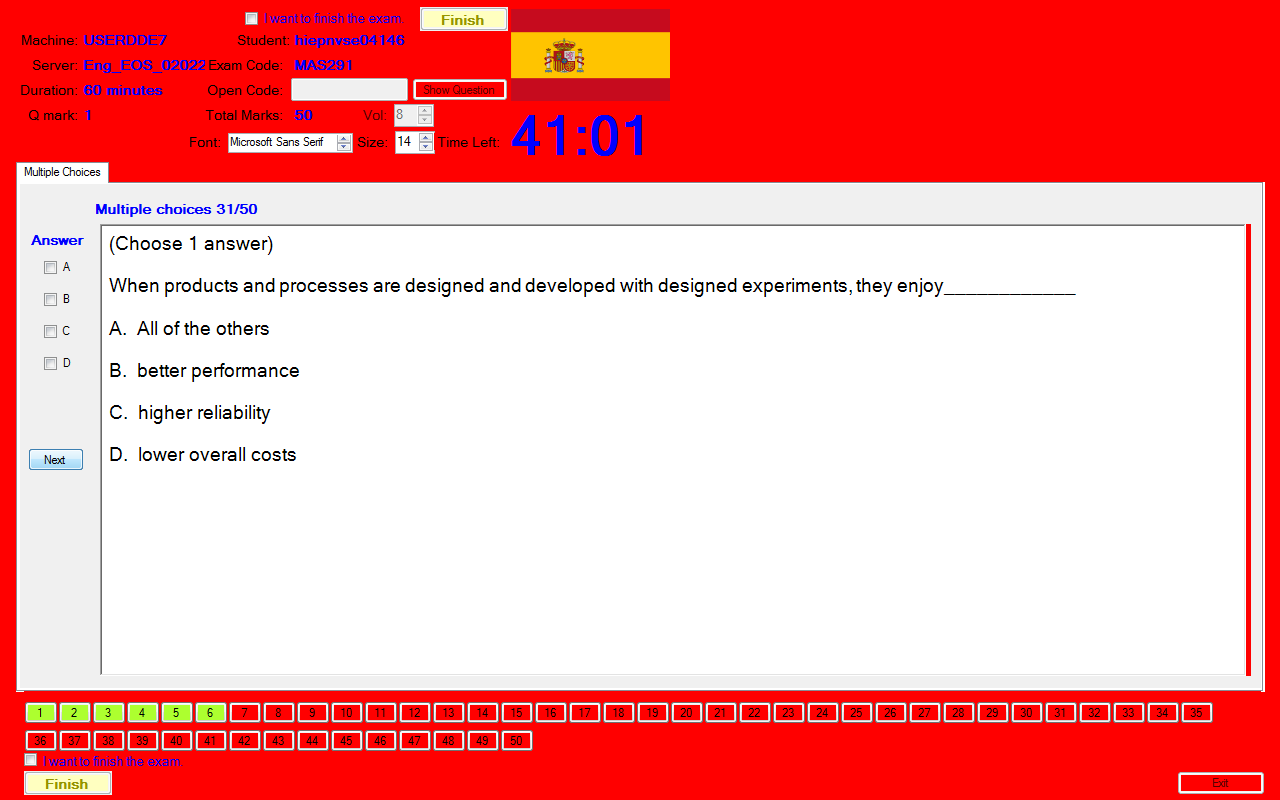 I want to finish the exam. Finish
Machine: USERDDE7 Student: hiepnvse04146
Server: Eng_EOS_02022 Exam Code: MAS291
Duration: 60 minutes Open Code: Show Question
Q mark: 1 Total Marks: 50 Vol: 8
Font: Microsoft Sans Serif Size: 14 Time Left: 41:01
Multiple Choices
Multiple choices 31/50
Answer
A
B
C
D
Next
(Choose 1 answer)
When products and processes are designed and developed with designed experiments, they enjoy____________
A. All of the others
B. better performance
C. higher reliability
D. lower overall costs
1 2 3 4 5 6 7 8 9 10 11 12 13 14 15 16 17 18 19 20 21 22 23 24 25 26 27 28 29 30 31 32 33 34 35
36 37 38 39 40 41 42 43 44 45 46 47 48 49 50
I want to finish the exam.
Finish Exit